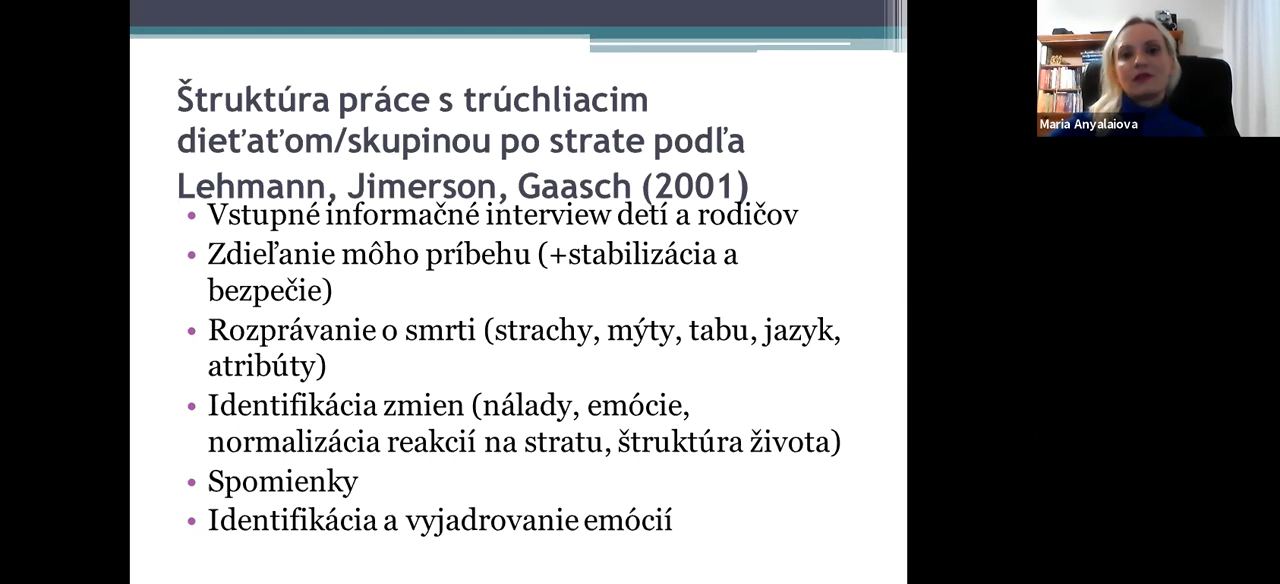 Štruktúra práce s trúchliacim
dieťaťom/skupinou po strate podľa
Lehmann, Jimerson, Gaasch (2001)
• Vstupné informačné interview detí a rodičov
• Zdieľanie môho príbehu (+stabilizácia a
bezpečie)
• Rozprávanie o smrti (strachy, mýty, tabu, jazyk,
atribúty)
• Identifikácia zmien (nálady, emócie,
normalizácia reakcií na stratu, štruktúra života)
• Spomienky
• Identifikácia a vyjadrovanie emócií
Maria Anyalaiova